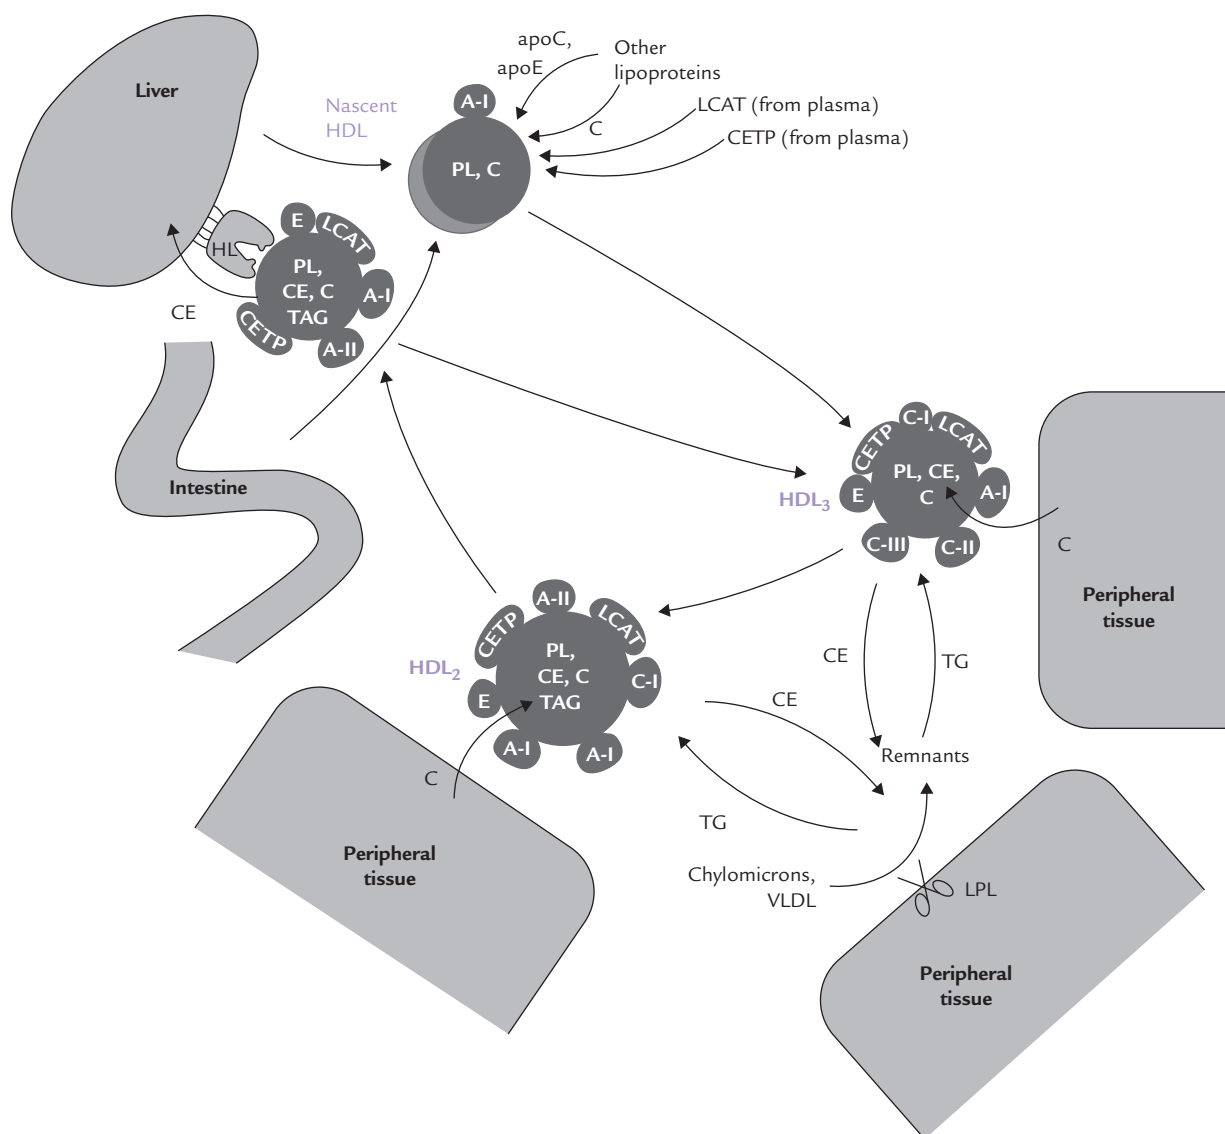 apoC,
apoE
Other
lipoproteins
Liver
Nascent
HDL
A-I
C
LCAT (from plasma)
CETP (from plasma)
PL, C
E
LCAT
HL
PL,
CE, C
TAG
A-I
CE
CETP
A-II
C-I
CETP
LCAT
PL, CE,
C
E
A-I
HDL3
C-III
C-II
C
Intestine
Peripheral
tissue
A-II
CETP
LCAT
PL,
CE, C
TAG
HDL2
C-I
E
A-I
A-I
CE
TG
CE
Remnants
C
TG
Peripheral
tissue
Chylomicrons,
VLDL
LPL
Peripheral
tissue